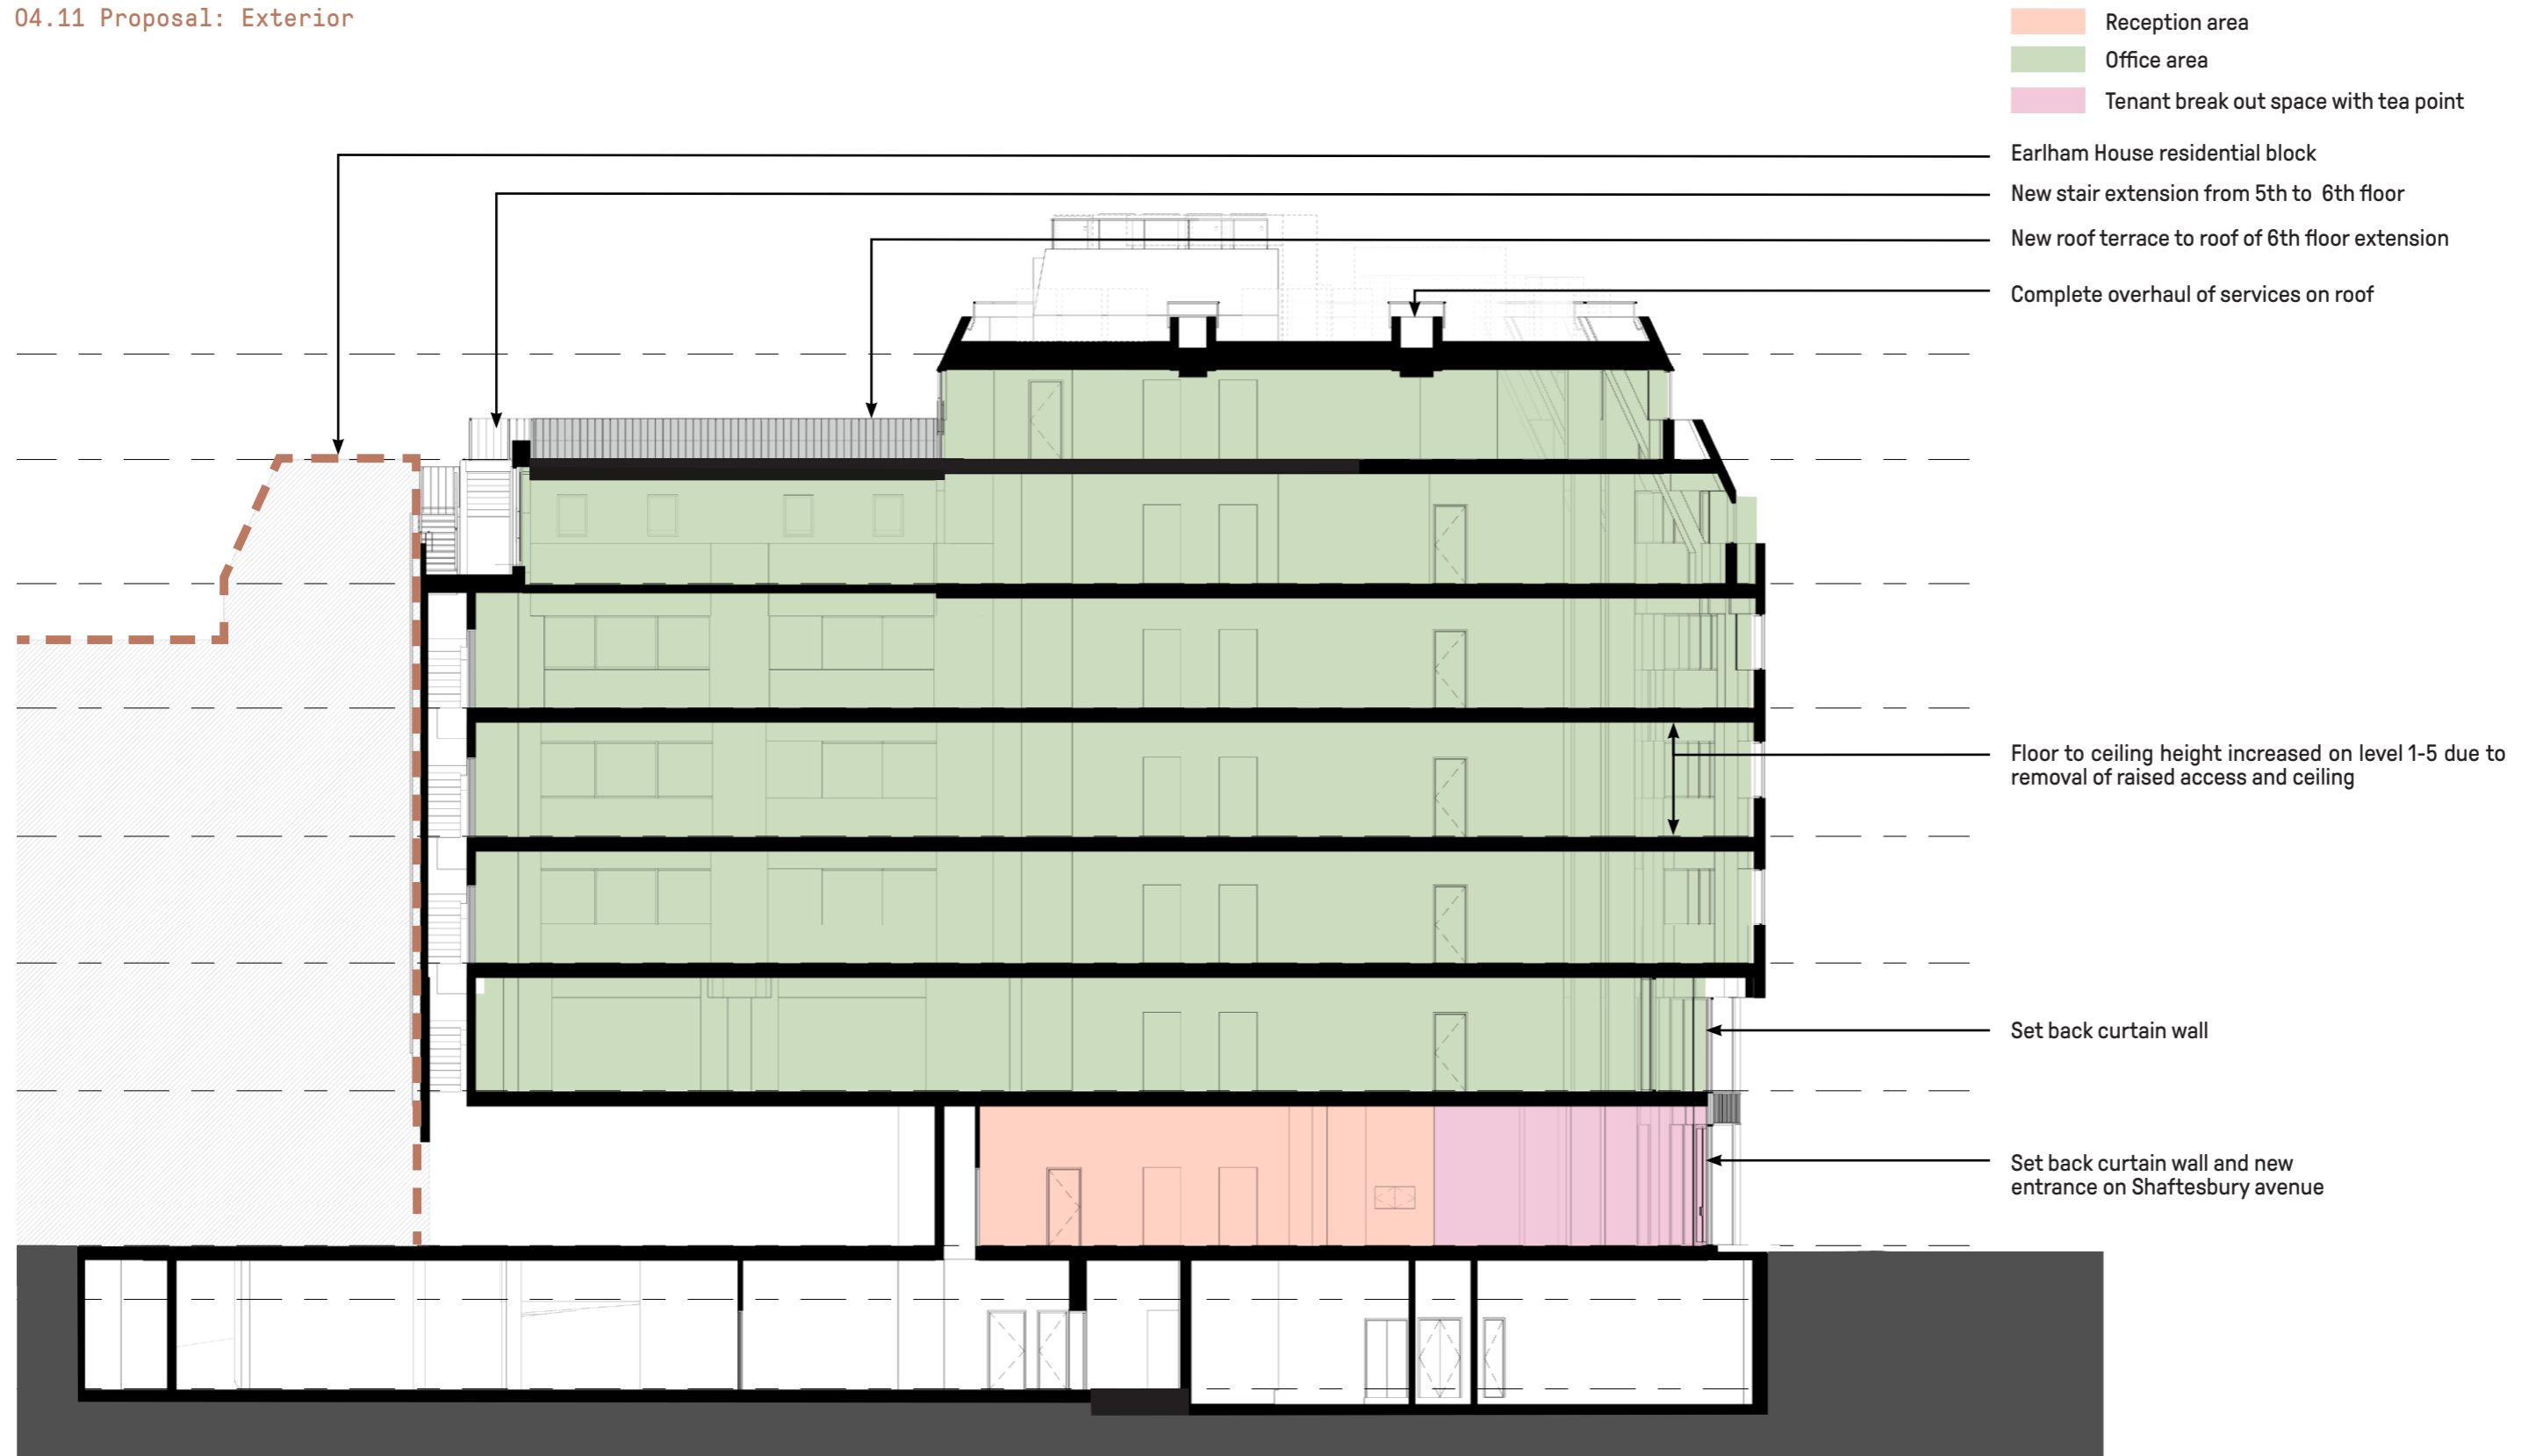 04.11 Proposal: Exterior
Reception area
Office area
Tenant break out space with tea point
Earlham House residential block
New stair extension from 5th to 6th floor
New roof terrace to roof of 6th floor extension
Complete overhaul of services on roof
Floor to ceiling height increased on level 1-5 due to
removal of raised access and ceiling
Set back curtain wall
Set back curtain wall and new
entrance on Shaftesbury avenue